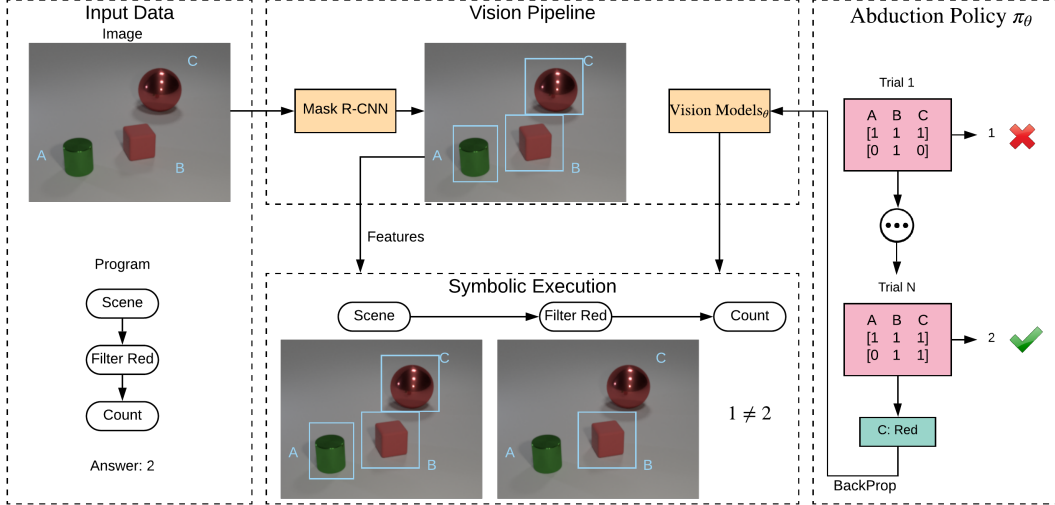 Input Data
Image
C
A
B
Program
Scene
Filter Red
Count
Answer: 2
Vision Pipeline
Mask R-CNN
C
A
B
Vision Modelsθ
Features
Symbolic Execution
Scene
Filter Red
Count
C
A
B
C
A
B
1 ≠ 2
Abduction Policy πθ
Trial 1
A B C
[1 1 1]
[0 1 0]
1
Trial N
A B C
[1 1 1]
[0 1 1]
2
C: Red
BackProp